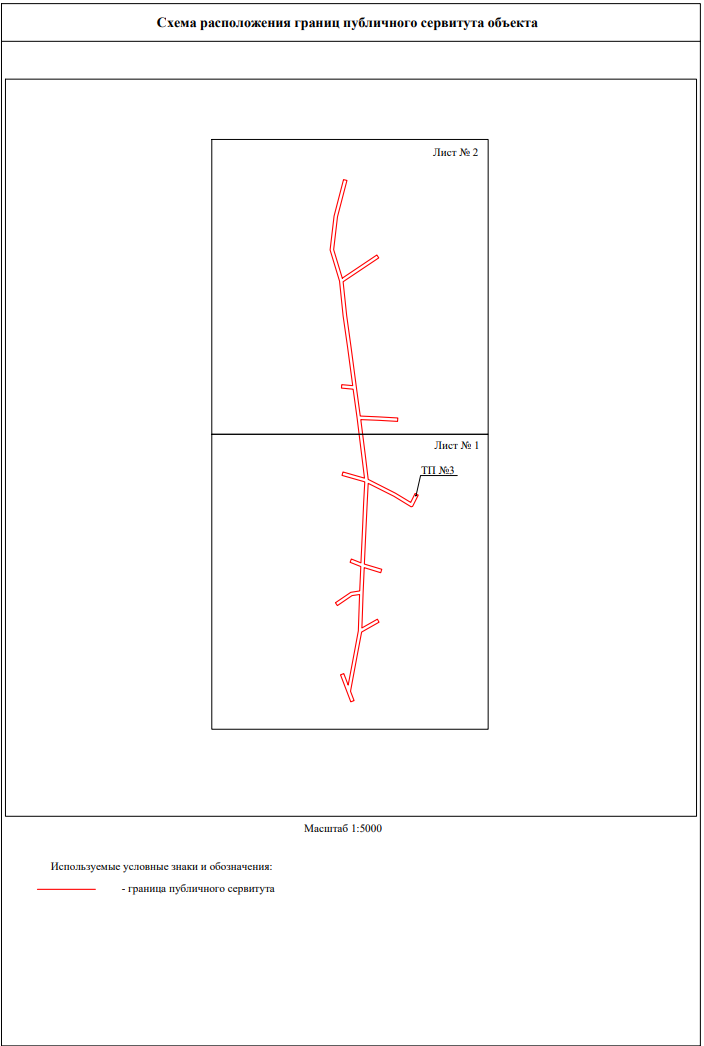 Схема расположения границ публичного сервитута объекта
Лист № 2
Лист № 1
ТП №3
Масштаб 1:5000
Используемые условные знаки и обозначения:
- граница публичного сервитута